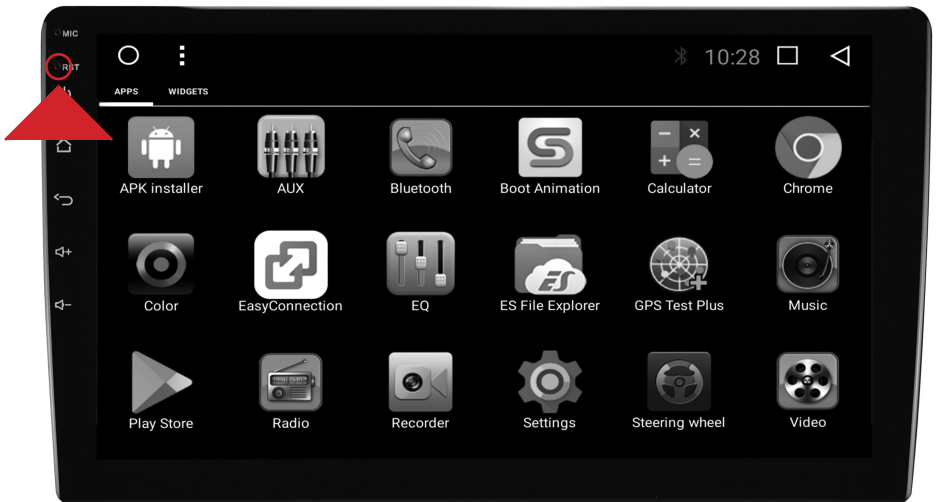 MIC
RST
10:28
APPS WIDGETS
APK installer AUX Bluetooth Boot Animation Calculator Chrome
Color EasyConnection EQ ES File Explorer GPS Test Plus Music
Play Store Radio Recorder Settings Steering wheel Video